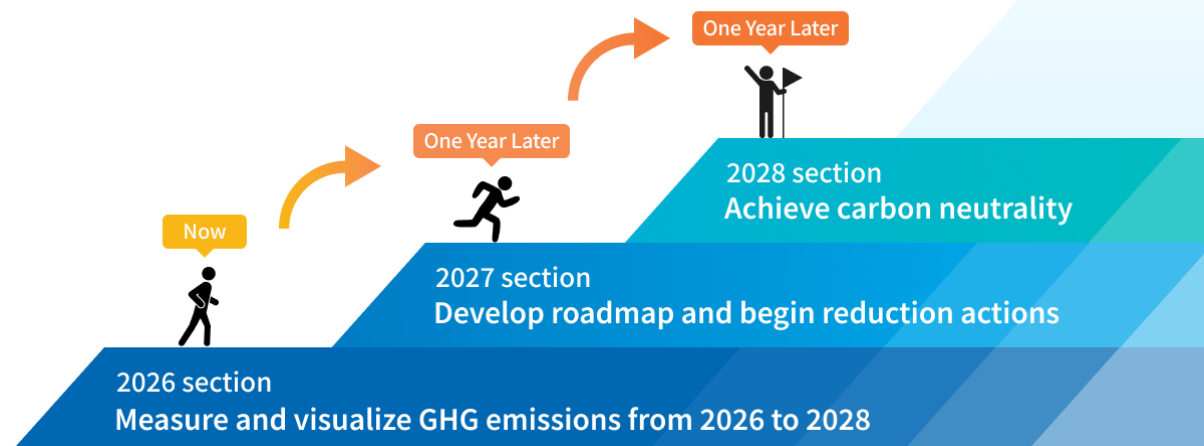 One Year Later
One Year Later
Now
2028 section
Achieve carbon neutrality
2027 section
Develop roadmap and begin reduction actions
2026 section
Measure and visualize GHG emissions from 2026 to 2028